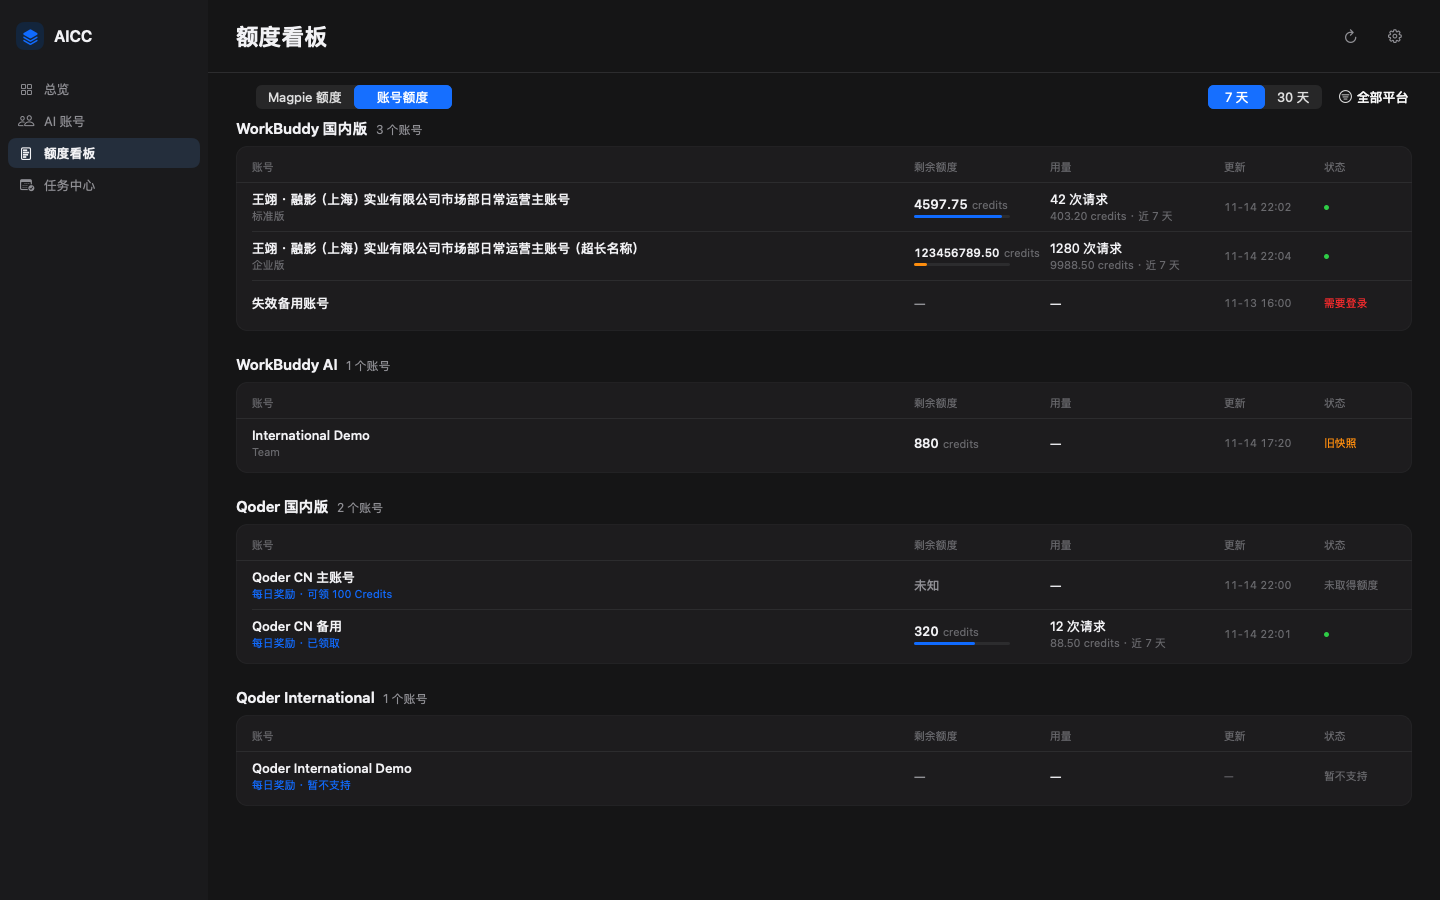 AICC
总览
AI 账号
额度看板
任务中心
额度看板
Magpie 额度 账号额度 7 天 30 天 全部平台
WorkBuddy 国内版 3 个账号
账号 剩余额度 用量 更新 状态
王翊 · 融影（上海）实业有限公司市场部日常运营主账号 4597.75 credits 42 次请求 11-14 22:02
标准版 403.20 credits · 近 7 天
王翊 · 融影（上海）实业有限公司市场部日常运营主账号（超长名称） 123456789.50 credits 1280 次请求 11-14 22:04
企业版 9988.50 credits · 近 7 天
失效备用账号 — — 11-13 16:00 需要登录
WorkBuddy AI 1 个账号
账号 剩余额度 用量 更新 状态
International Demo 880 credits — 11-14 17:20 旧快照
Team
Qoder 国内版 2 个账号
账号 剩余额度 用量 更新 状态
Qoder CN 主账号 未知 — 11-14 22:00 未取得额度
每日奖励 · 可领 100 Credits
Qoder CN 备用 320 credits 12 次请求 11-14 22:01
每日奖励 · 已领取 88.50 credits · 近 7 天
Qoder International 1 个账号
账号 剩余额度 用量 更新 状态
Qoder International Demo — — — 暂不支持
每日奖励 · 暂不支持